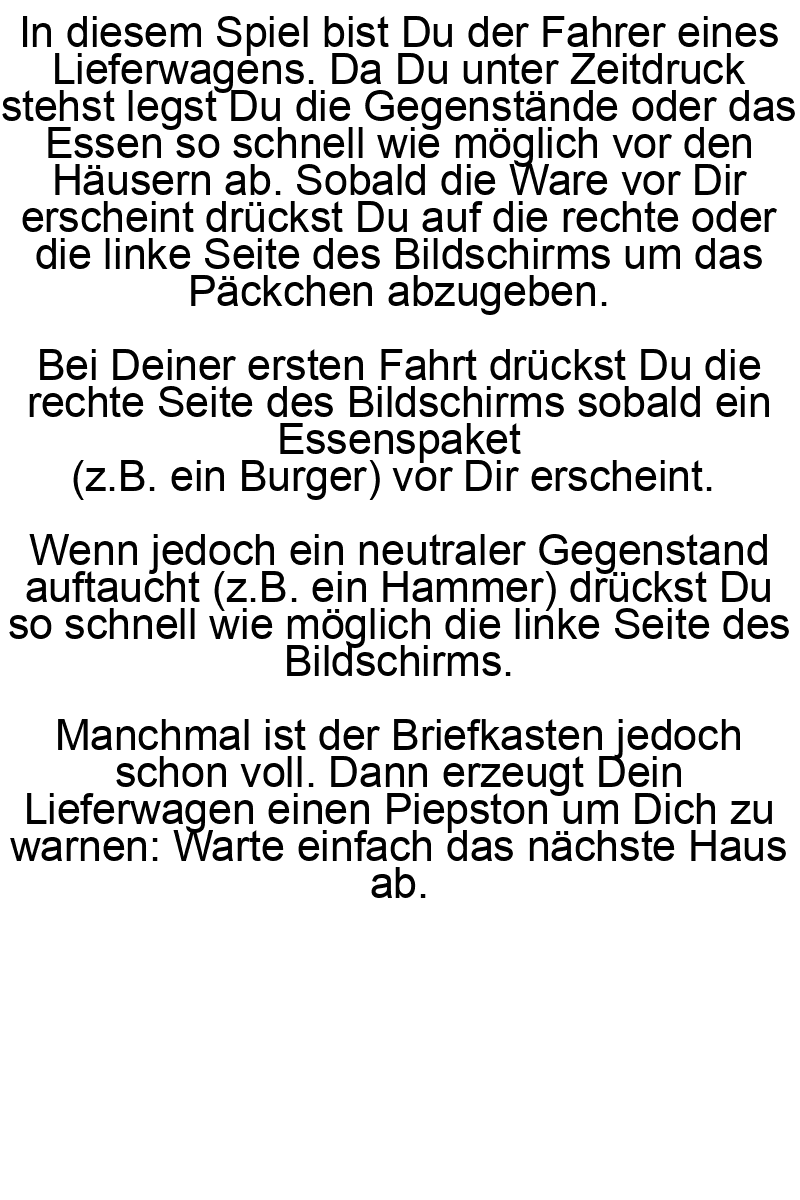 In diesem Spiel bist Du der Fahrer eines
Lieferwagens. Da Du unter Zeitdruck
stehst legst Du die Gegenstände oder das
Essen so schnell wie möglich vor den
Häusern ab. Sobald die Ware vor Dir
erscheint drückst Du auf die rechte oder
die linke Seite des Bildschirms um das
Päckchen abzugeben.
Bei Deiner ersten Fahrt drückst Du die
rechte Seite des Bildschirms sobald ein
Essenspaket
(z.B. ein Burger) vor Dir erscheint.
Wenn jedoch ein neutraler Gegenstand
auftaucht (z.B. ein Hammer) drückst Du
so schnell wie möglich die linke Seite des
Bildschirms.
Manchmal ist der Briefkasten jedoch
schon voll. Dann erzeugt Dein
Lieferwagen einen Piepston um Dich zu
warnen: Warte einfach das nächste Haus
ab.